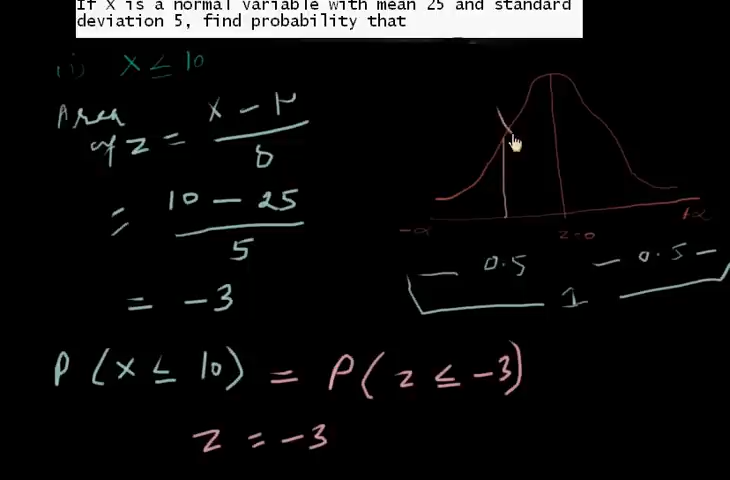 If X is a normal variable with mean 25 and standard
deviation 5, find probability that
(i) X ≤ 10
Area
of z = X - μ / σ
= 10 - 25 / 5
= -3
-α z=0 +α
0.5 0.5
1
P (X ≤ 10) = P( z ≤ -3)
z = -3